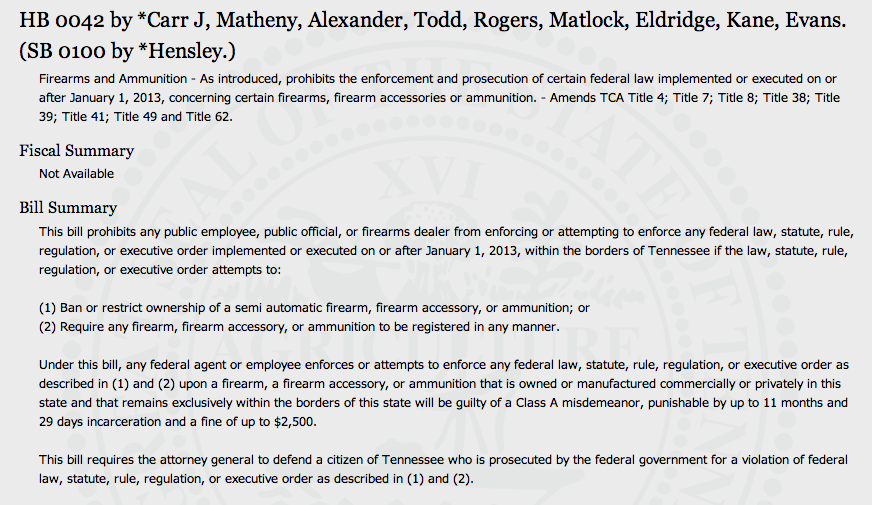 HB 0042 by *Carr J, Matheny, Alexander, Todd, Rogers, Matlock, Eldridge, Kane, Evans.
(SB 0100 by *Hensley.)
Firearms and Ammunition - As introduced, prohibits the enforcement and prosecution of certain federal law implemented or executed on or
after January 1, 2013, concerning certain firearms, firearm accessories or ammunition. - Amends TCA Title 4; Title 7; Title 8; Title 38; Title
39; Title 41; Title 49 and Title 62.
Fiscal Summary
Not Available
Bill Summary
This bill prohibits any public employee, public official, or firearms dealer from enforcing or attempting to enforce any federal law, statute, rule,
regulation, or executive order implemented or executed on or after January 1, 2013, within the borders of Tennessee if the law, statute, rule,
regulation, or executive order attempts to:
(1) Ban or restrict ownership of a semi automatic firearm, firearm accessory, or ammunition; or
(2) Require any firearm, firearm accessory, or ammunition to be registered in any manner.
Under this bill, any federal agent or employee enforces or attempts to enforce any federal law, statute, rule, regulation, or executive order as
described in (1) and (2) upon a firearm, a firearm accessory, or ammunition that is owned or manufactured commercially or privately in this
state and that remains exclusively within the borders of this state will be guilty of a Class A misdemeanor, punishable by up to 11 months and
29 days incarceration and a fine of up to $2,500.
This bill requires the attorney general to defend a citizen of Tennessee who is prosecuted by the federal government for a violation of federal
law, statute, rule, regulation, or executive order as described in (1) and (2).
XVI
AGRICULTURE